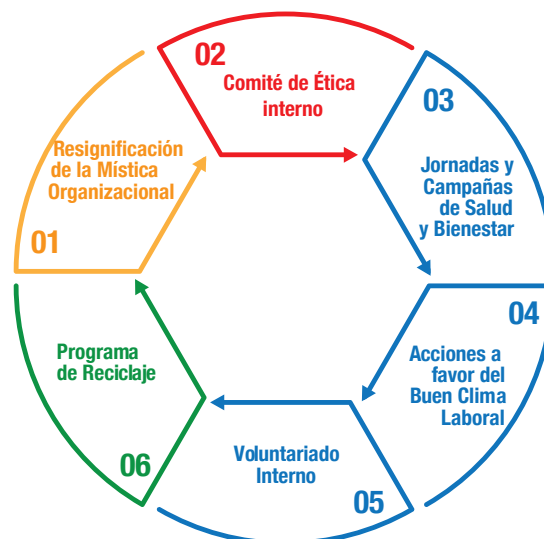 01
Resignificación
de la Mística
Organizacional
02
Comité de Ética
interno
03
Jornadas y
Campañas
de Salud
y Bienestar
04
Acciones a
favor del
Buen Clima
Laboral
05
Voluntariado
Interno
06
Programa
de Reciclaje